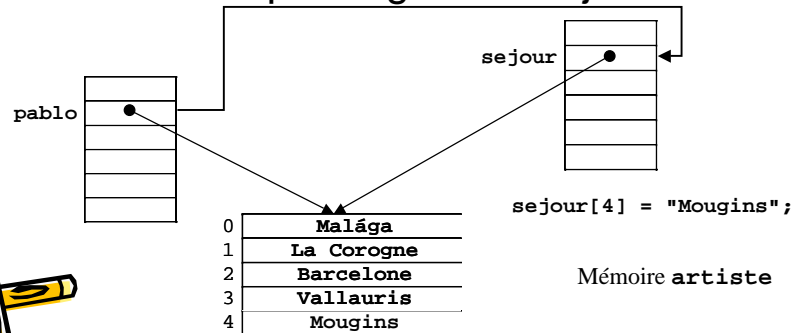 sejour
pablo
sejour[4] = "Mougins";
0 Malága
1 La Corogne
2 Barcelone
3 Vallauris
4 Mougins
Mémoire artiste